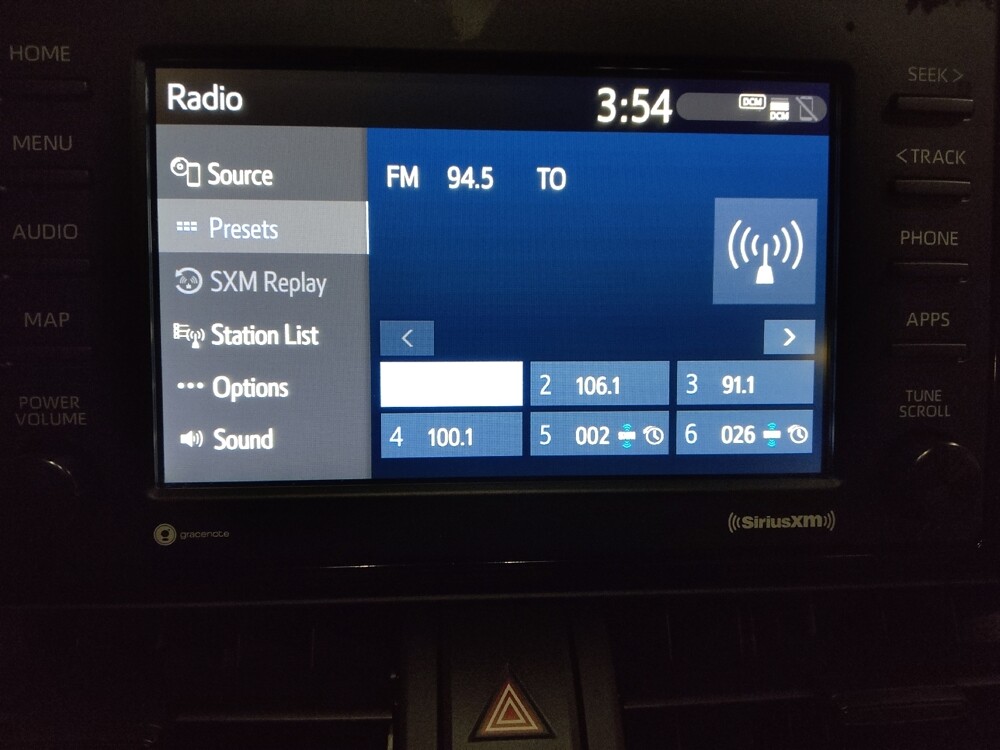 HOME
MENU
AUDIO
MAP
POWER
VOLUME
Radio
3:54
DCM
DCM
Source
Presets
SXM Replay
Station List
Options
Sound
FM 94.5 TO
<
>
2 106.1
3 91.1
4 100.1
5 002
6 026
SEEK >
< TRACK
PHONE
APPS
TUNE
SCROLL
gracenote
((SiriusXM))